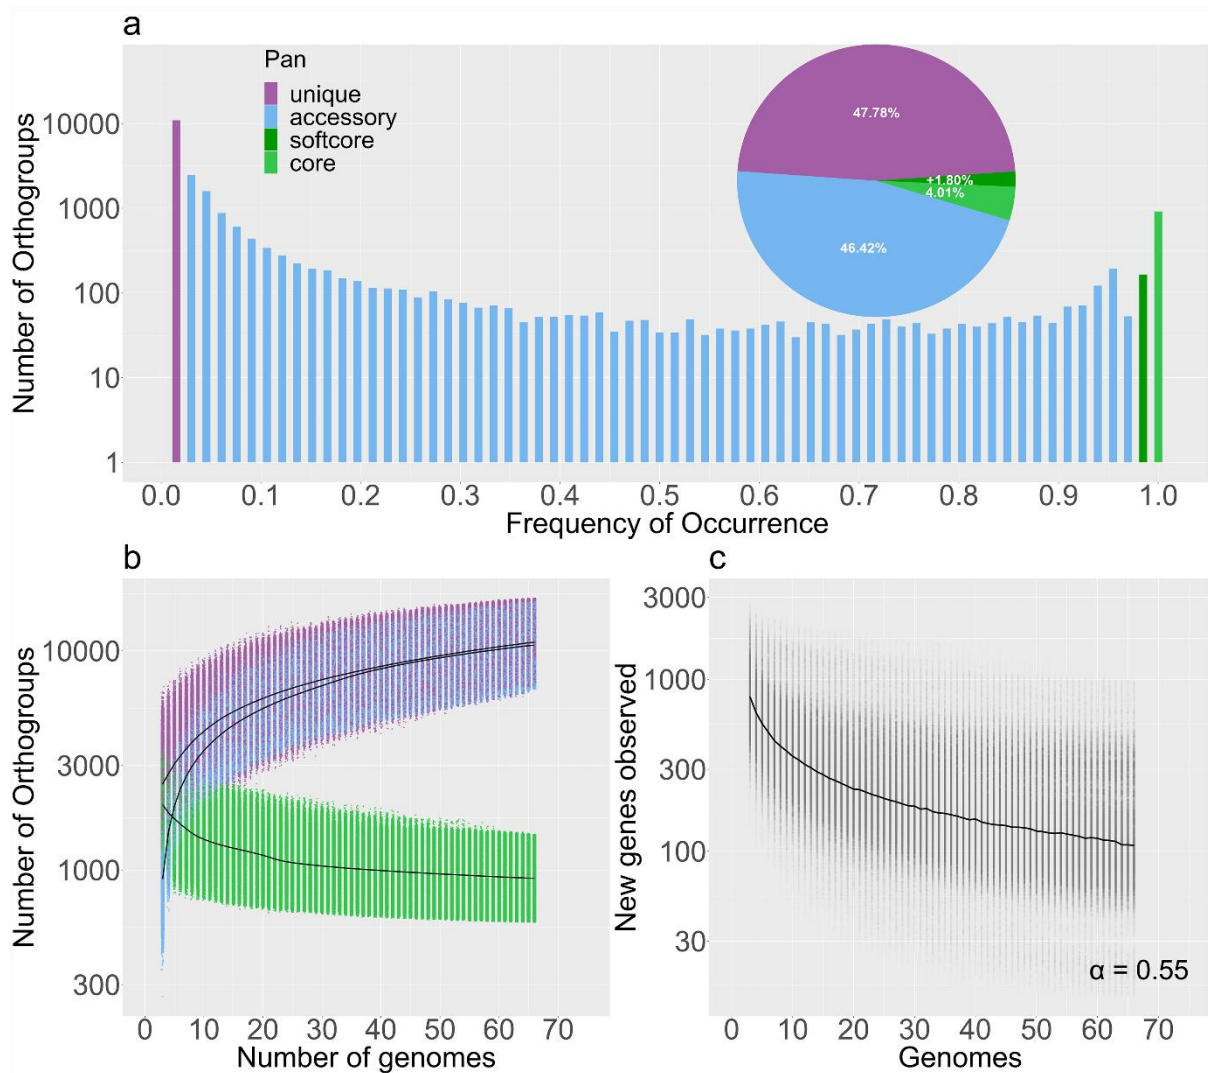 a
Pan
unique
accessory
softcore
core
47.78%
+1.80%
4.01%
46.42%
10000
1000
100
10
1
Number of Orthogroups
0.0 0.1 0.2 0.3 0.4 0.5 0.6 0.7 0.8 0.9 1.0
Frequency of Occurrence
b
10000
3000
1000
300
Number of Orthogroups
0 10 20 30 40 50 60 70
Number of genomes
c
3000
1000
300
100
30
New genes observed
α = 0.55
0 10 20 30 40 50 60 70
Genomes